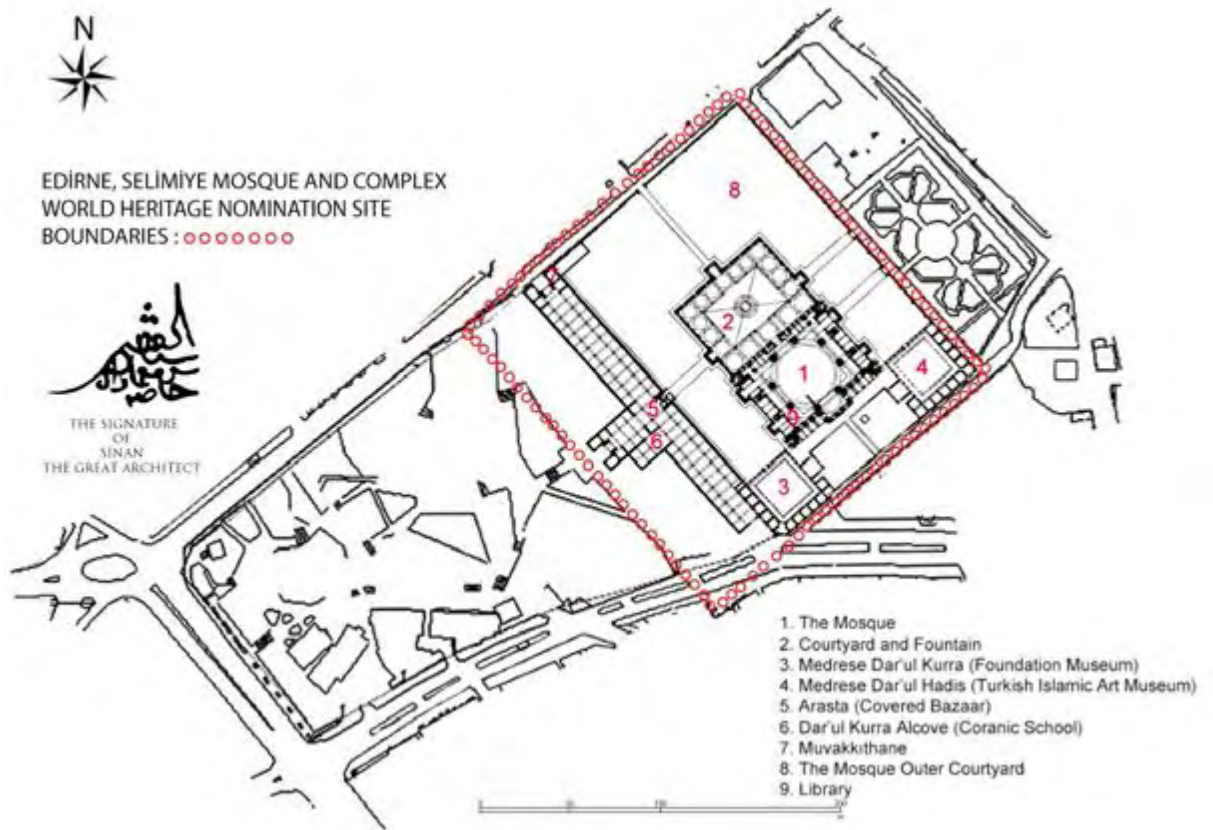 N
EDİRNE, SELİMİYE MOSQUE AND COMPLEX
WORLD HERITAGE NOMINATION SITE
BOUNDARIES :
THE SIGNATURE
OF
SINAN
THE GREAT ARCHITECT
8
7
2
1
4
5
9
6
3
1. The Mosque
2. Courtyard and Fountain
3. Medrese Dar'ul Kurra (Foundation Museum)
4. Medrese Dar'ul Hadis (Turkish Islamic Art Museum)
5. Arasta (Covered Bazaar)
6. Dar'ul Kurra Alcove (Coranic School)
7. Muvakkıthane
8. The Mosque Outer Courtyard
9. Library